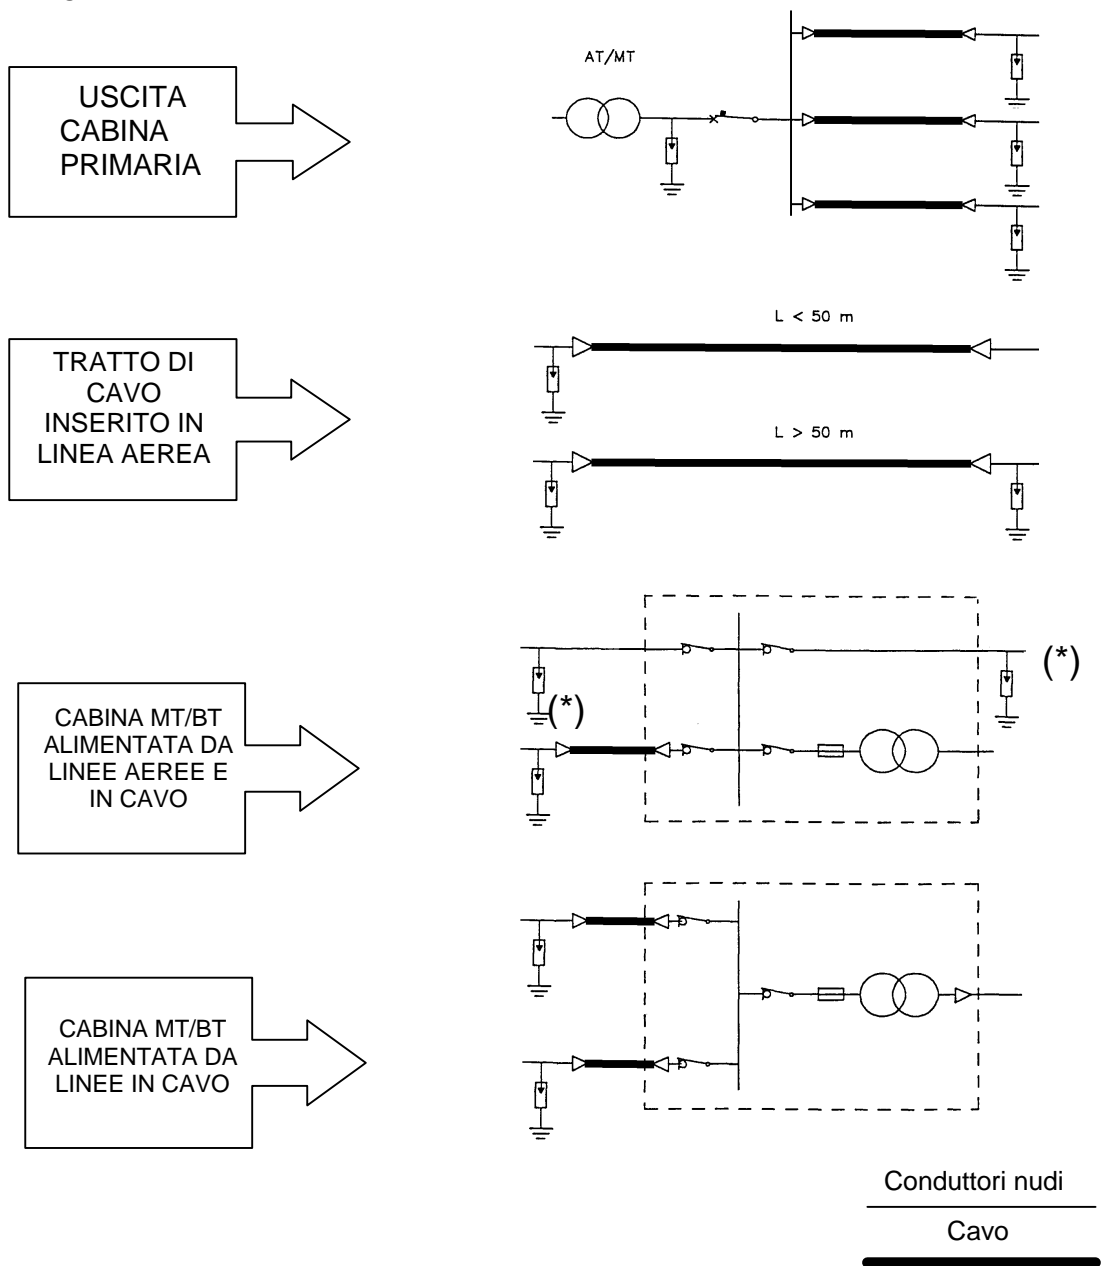 AT/MT
USCITA
CABINA
PRIMARIA
L < 50 m
TRATTO DI
CAVO
INSERITO IN
LINEA AEREA
L > 50 m
(*)
(*)
CABINA MT/BT
ALIMENTATA DA
LINEE AEREE E
IN CAVO
CABINA MT/BT
ALIMENTATA DA
LINEE IN CAVO
Conduttori nudi
Cavo